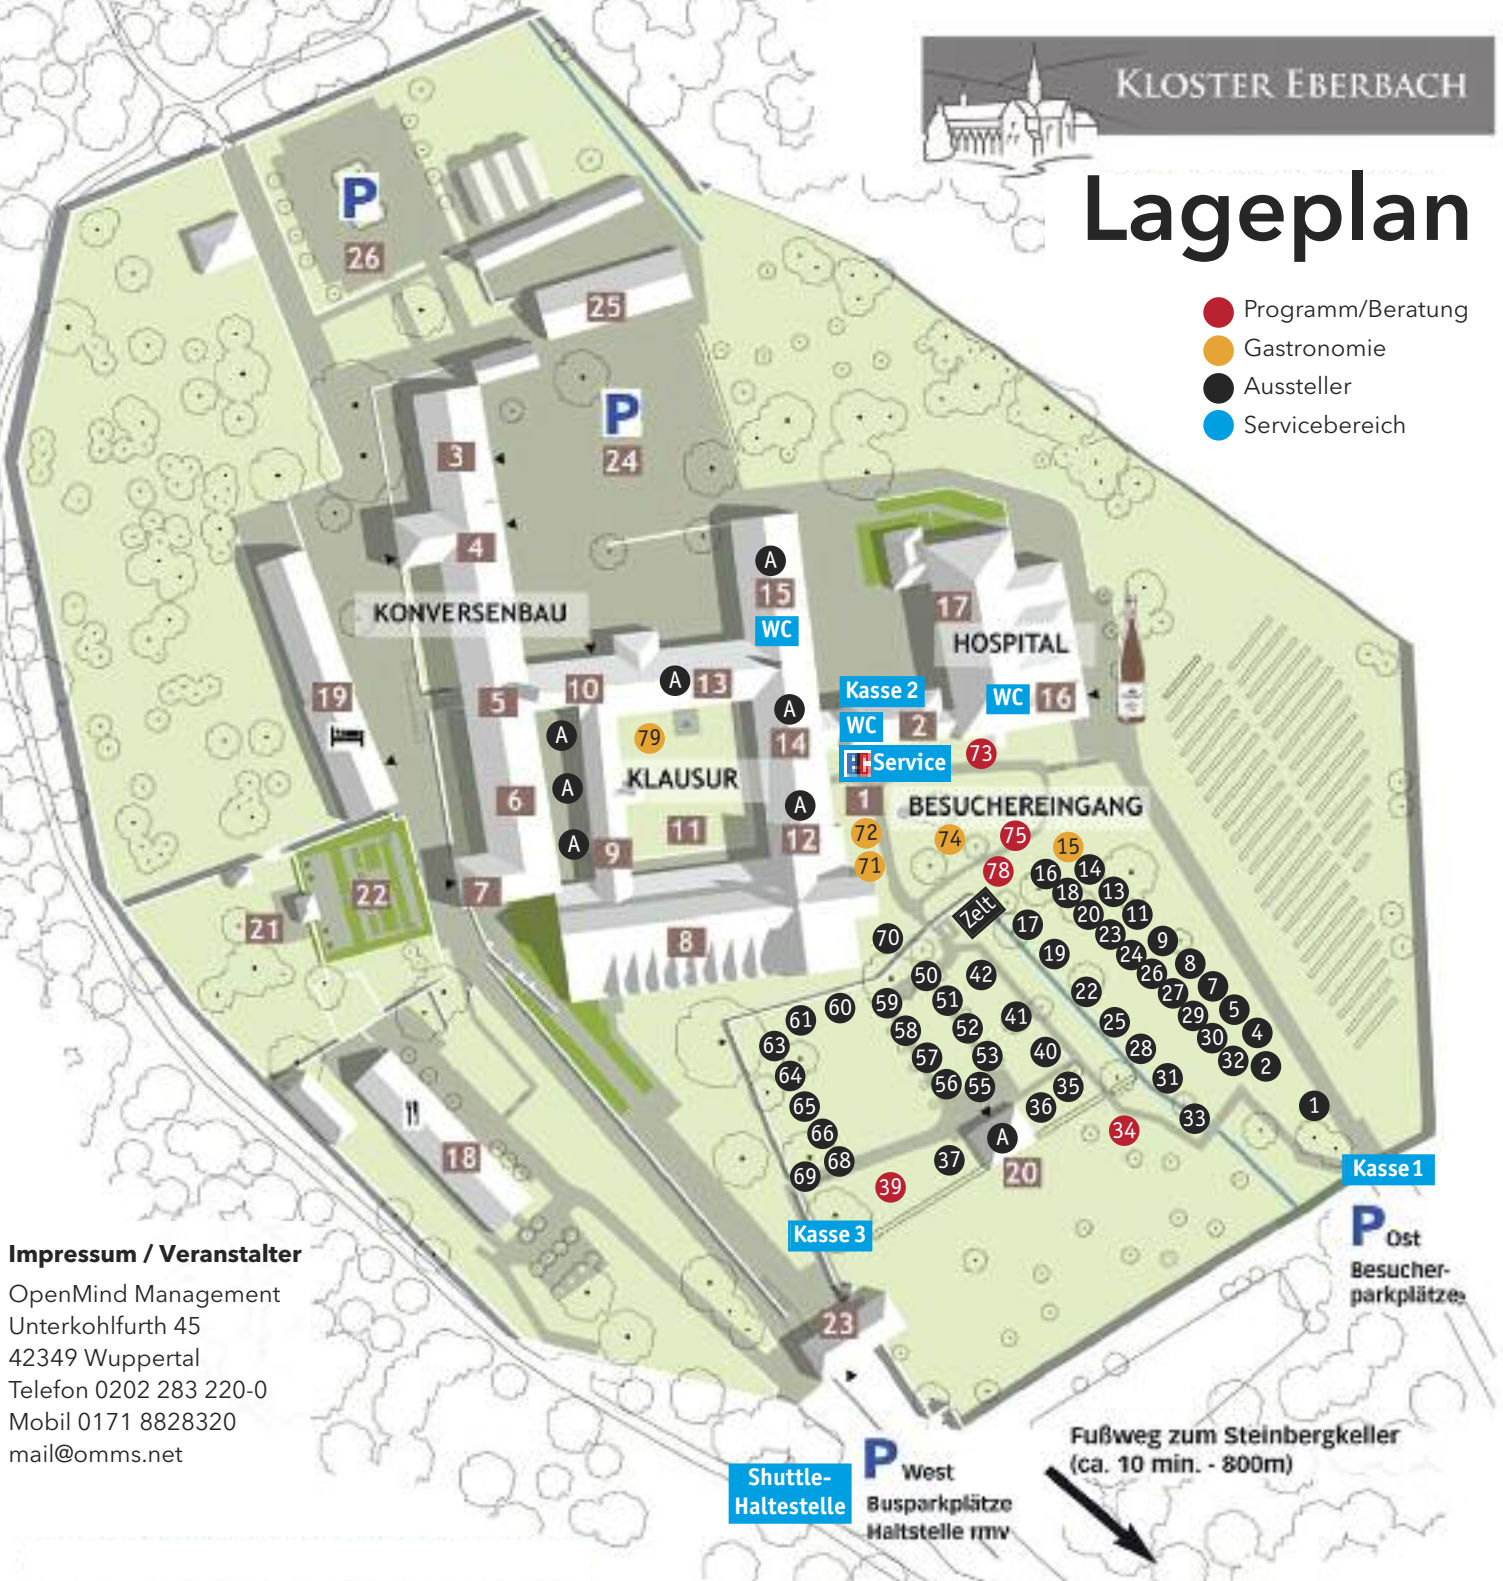 KLOSTER EBERBACH
Lageplan
Programm/Beratung
Gastronomie
Aussteller
Servicebereich
P
26
25
P
24
3
4
KONVERSENBAU
A
15
WC
17
HOSPITAL
WC
16
19
5
10
A
13
A
14
Kasse 2
WC
2
EC Service
73
A
79
KLAUSUR
6
A
11
A
12
1
BESUCHEREINGANG
A
9
72
71
74
75
78
15
7
22
21
8
Zelt
16
14
18
13
20
11
17
23
9
19
24
8
26
7
22
27
5
25
29
4
28
30
32
2
31
33
1
70
50
42
59
51
60
61
58
52
41
63
57
53
40
64
56
55
35
65
36
66
A
34
68
37
20
69
39
18
Kasse 1
Kasse 3
23
P Ost
Besucher-
parkplätze
Impressum / Veranstalter
OpenMind Management
Unterkohlfurth 45
42349 Wuppertal
Telefon 0202 283 220-0
Mobil 0171 8828320
mail@omms.net
Shuttle-
Haltestelle
P West
Busparkplätze
Haltstelle rmv
Fußweg zum Steinbergkeller
(ca. 10 min. - 800m)